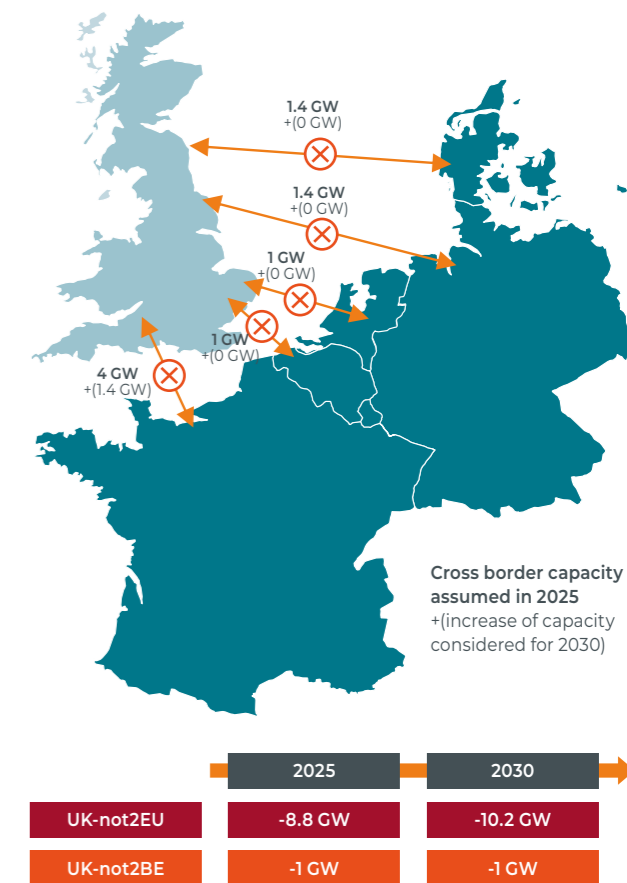 1.4 GW
+(0 GW)
1.4 GW
+(0 GW)
1 GW
+(0 GW)
1 GW
+(0 GW)
4 GW
+(1.4 GW)
Cross border capacity
assumed in 2025
+(increase of capacity
considered for 2030)
2025 2030
UK-not2EU -8.8 GW -10.2 GW
UK-not2BE -1 GW -1 GW